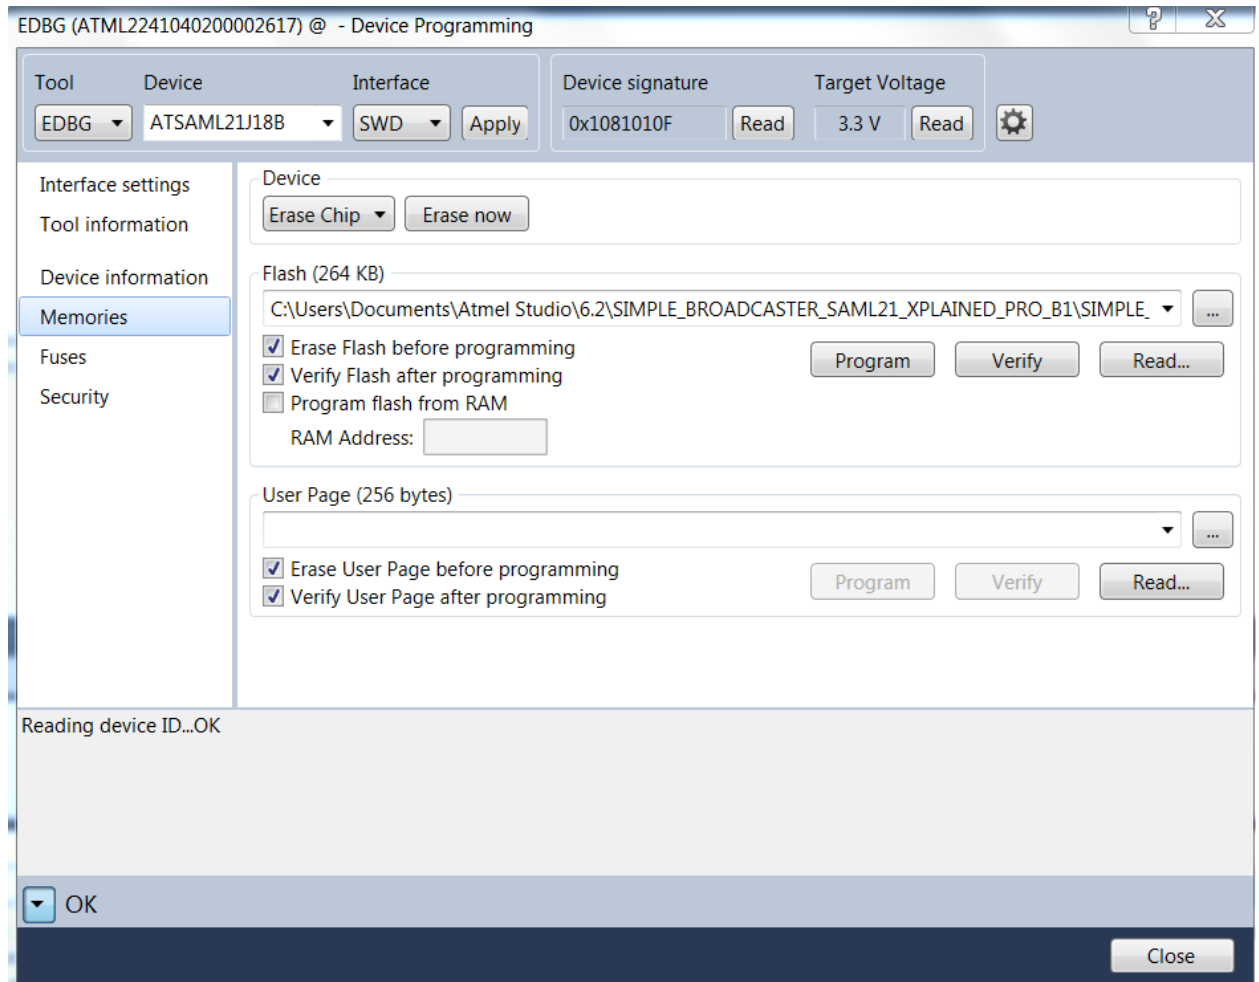 EDBG (ATML2241040200002617) @  - Device Programming
Tool Device Interface Device signature Target Voltage
EDBG ATSAML21J18B SWD Apply 0x1081010F Read 3.3 V Read
Interface settings
Tool information
Device information
Memories
Fuses
Security
Device
Erase Chip Erase now
Flash (264 KB)
C:\Users\Documents\Atmel Studio\6.2\SIMPLE_BROADCASTER_SAML21_XPLAINED_PRO_B1\SIMPLE_ ...
Erase Flash before programming
Verify Flash after programming
Program flash from RAM
RAM Address:
Program Verify Read...
User Page (256 bytes)
...
Erase User Page before programming
Verify User Page after programming
Program Verify Read...
Reading device ID...OK
OK
Close